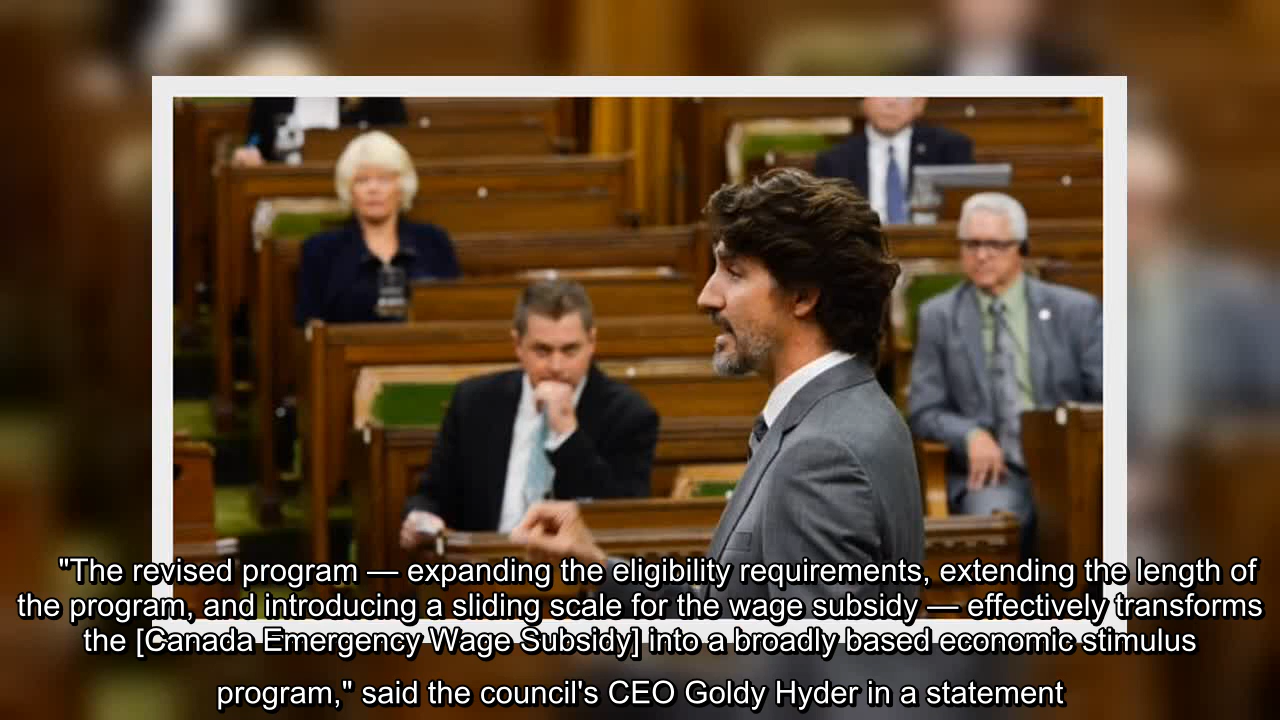 "The revised program — expanding the eligibility requirements, extending the length of
the program, and introducing a sliding scale for the wage subsidy — effectively transforms
the [Canada Emergency Wage Subsidy] into a broadly based economic stimulus
program," said the council's CEO Goldy Hyder in a statement